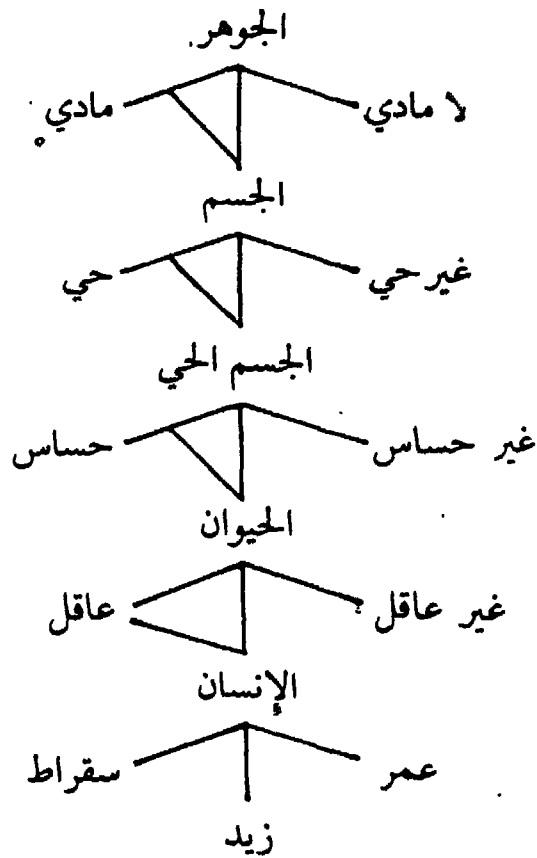 الجوهر
لا مادي مادي
الجسم
غير حي حي
الجسم الحي
غير حساس حساس
الحيوان
غير عاقل عاقل
الإنسان
عمر سقراط
زيد